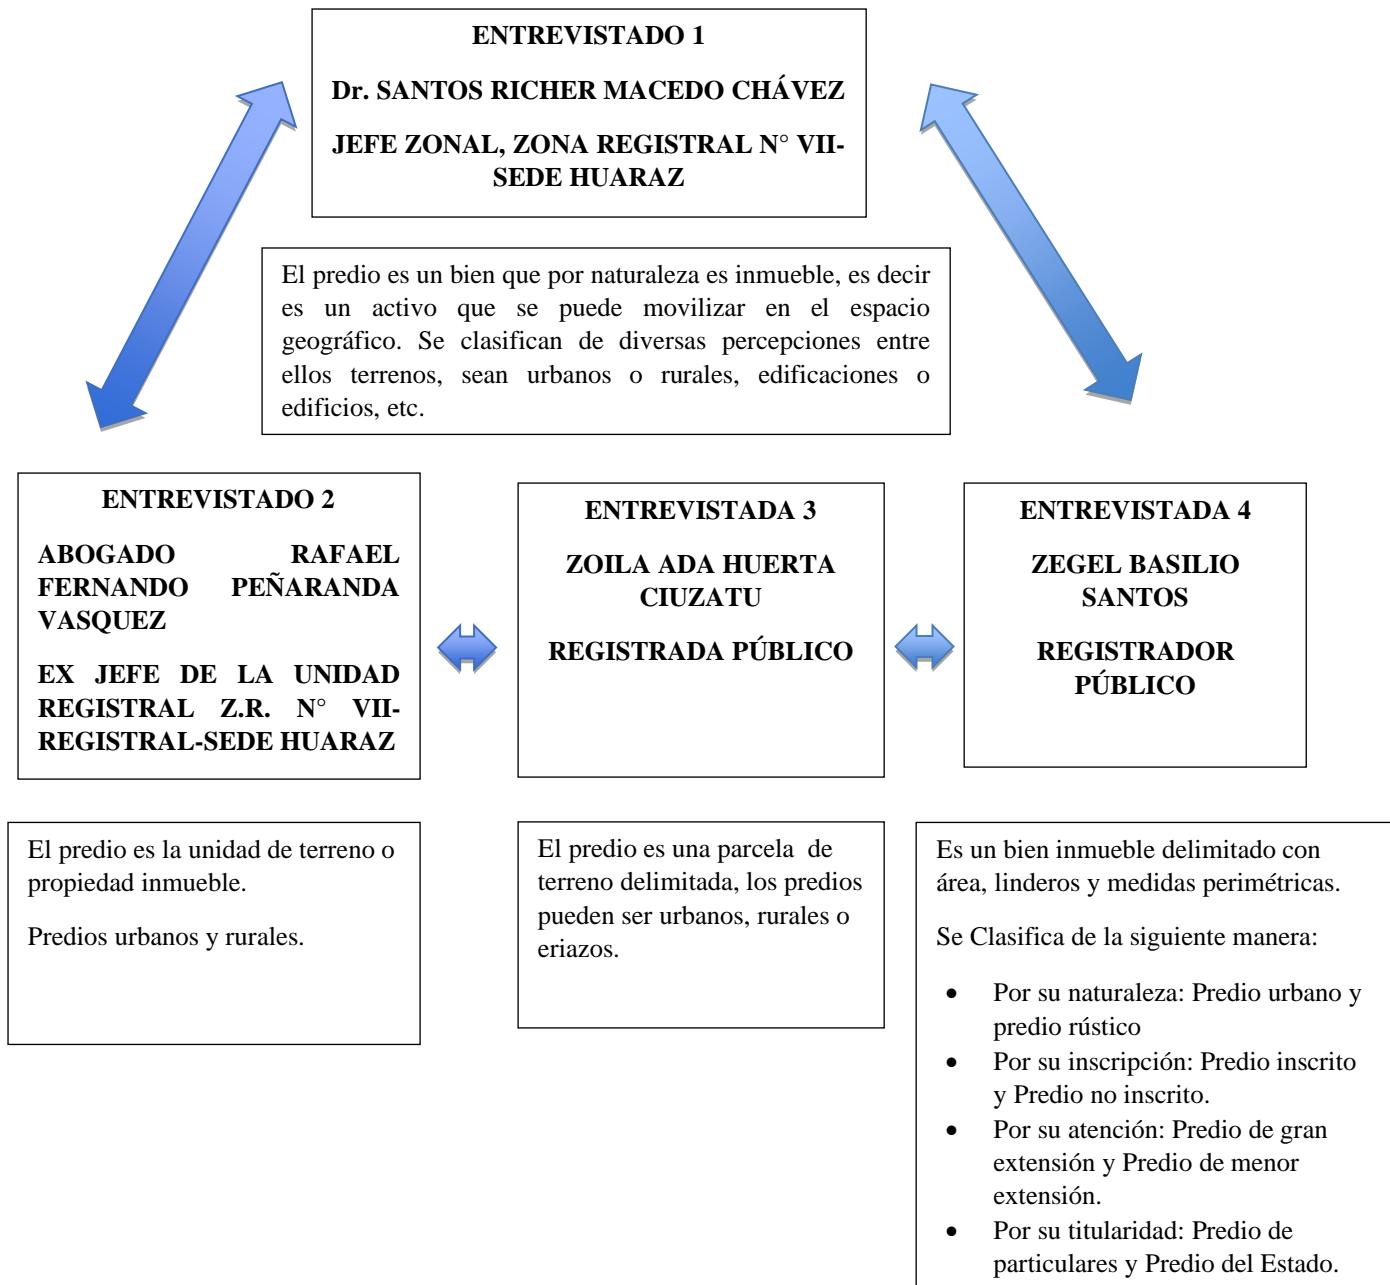 ENTREVISTADO 1
Dr. SANTOS RICHER MACEDO CHÁVEZ
JEFE ZONAL, ZONA REGISTRAL N° VII-
SEDE HUARAZ
El predio es un bien que por naturaleza es inmueble, es decir
es un activo que se puede movilizar en el espacio
geográfico. Se clasifican de diversas percepciones entre
ellos terrenos, sean urbanos o rurales, edificaciones o
edificios, etc.
ENTREVISTADO 2
ABOGADO RAFAEL
FERNANDO PEÑARANDA
VASQUEZ
EX JEFE DE LA UNIDAD
REGISTRAL Z.R. N° VII-
REGISTRAL-SEDE HUARAZ
ENTREVISTADA 3
ZOILA ADA HUERTA
CIUZATU
REGISTRADA PÚBLICO
ENTREVISTADA 4
ZEGEL BASILIO
SANTOS
REGISTRADOR
PÚBLICO
El predio es la unidad de terreno o
propiedad inmueble.
Predios urbanos y rurales.
El predio es una parcela de
terreno delimitada, los predios
pueden ser urbanos, rurales o
eriazos.
Es un bien inmueble delimitado con
área, linderos y medidas perimétricas.
Se Clasifica de la siguiente manera:
• Por su naturaleza: Predio urbano y
predio rústico
• Por su inscripción: Predio inscrito
y Predio no inscrito.
• Por su atención: Predio de gran
extensión y Predio de menor
extensión.
• Por su titularidad: Predio de
particulares y Predio del Estado.